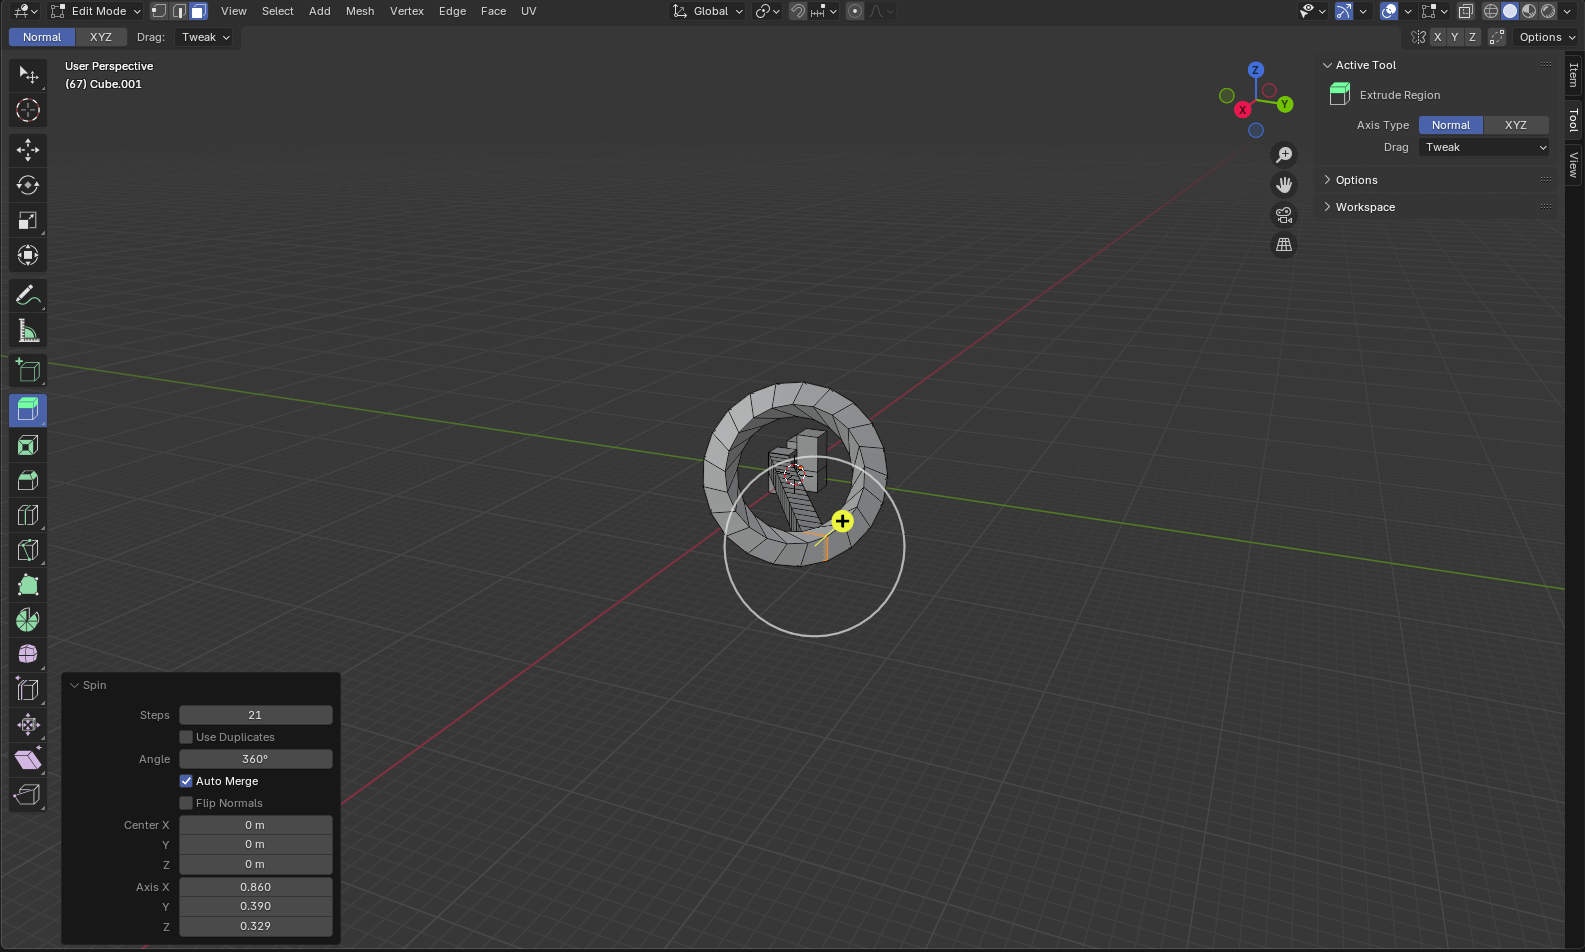 Edit Mode View Select Add Mesh Vertex Edge Face UV Global
Normal XYZ Drag: Tweak X Y Z Options
User Perspective
(67) Cube.001
Z
Y
X
Active Tool
Extrude Region
Axis Type Normal XYZ
Drag Tweak
Options
Workspace
Item
Tool
View
Spin
Steps 21
Use Duplicates
Angle 360°
Auto Merge
Flip Normals
Center X 0 m
Y 0 m
Z 0 m
Axis X 0.860
Y 0.390
Z 0.329